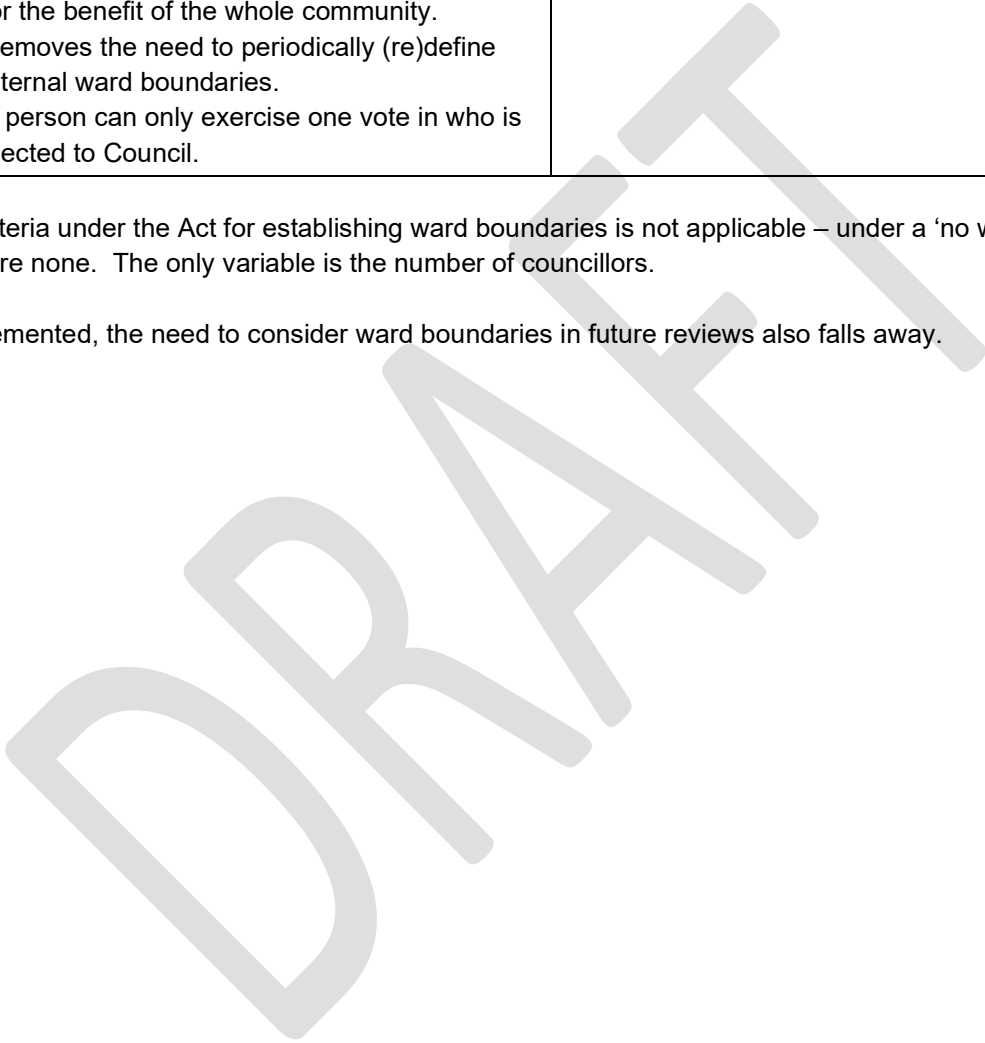 or the benefit of the whole community.
emoves the need to periodically (re)define
ternal ward boundaries.
person can only exercise one vote in who is
ected to Council.
teria under the Act for establishing ward boundaries is not applicable – under a ‘no w
re none.  The only variable is the number of councillors.
emented, the need to consider ward boundaries in future reviews also falls away.
DRAFT